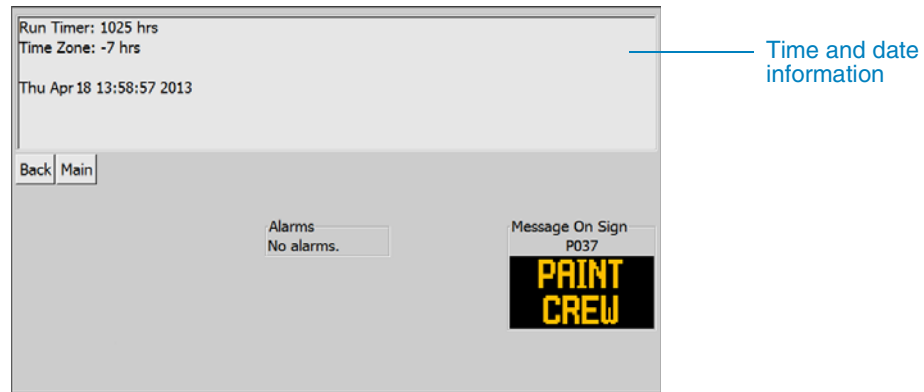 Run Timer: 1025 hrs
Time Zone: -7 hrs
Thu Apr 18 13:58:57 2013
Time and date
information
Back Main
Alarms
No alarms.
Message On Sign
P037
PAINT
CREW